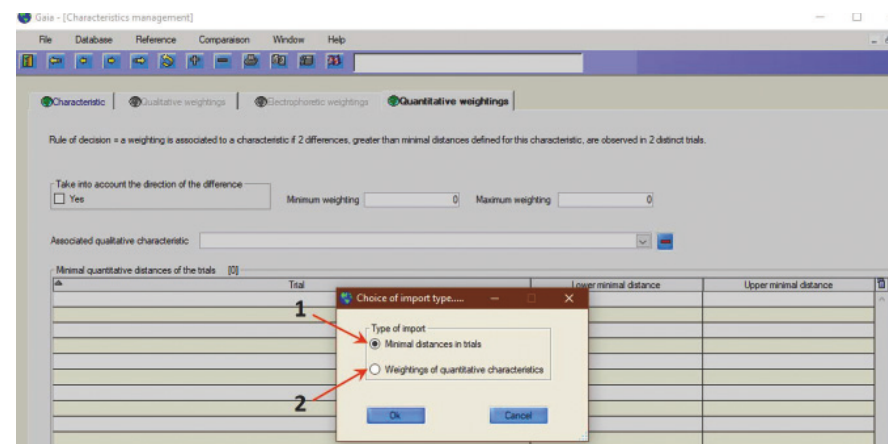 Gaia - [Characteristics management]
File Database Reference Comparaison Window Help
Characteristic Qualitative weightings Electrophoretic weightings Quantitative weightings
Rule of decision = a weighting is associated to a characteristic if 2 differences, greater than minimal distances defined for this characteristic, are observed in 2 distinct trials.
Take into account the direction of the difference
Yes Minimum weighting 0 Maximum weighting 0
Associated qualitative characteristic
Minimal quantitative distances of the trials [0]
Trial Lower minimal distance Upper minimal distance
Choice of import type.....
1
Type of import
Minimal distances in trials
Weightings of quantitative characteristics
2
Ok Cancel